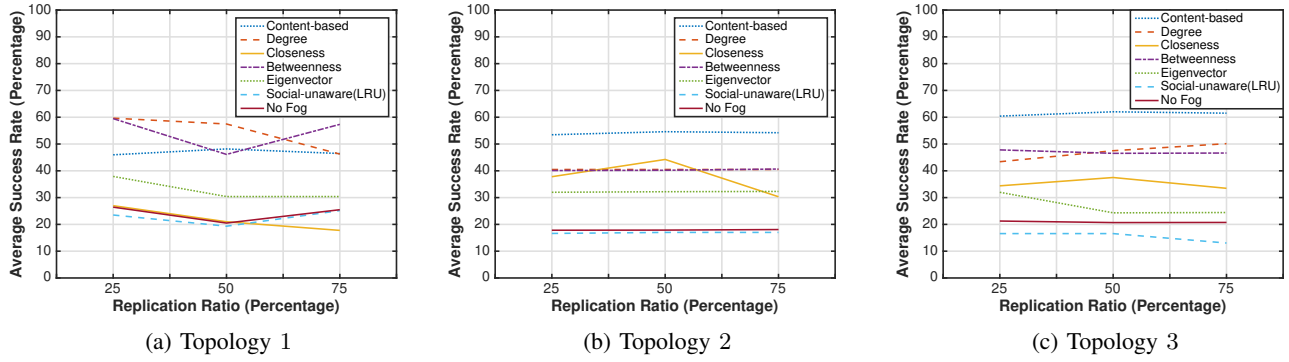 Average Success Rate (Percentage)
100
90
80
70
60
50
40
30
20
10
0
Content-based
Degree
Closeness
Betweenness
Eigenvector
Social-unaware(LRU)
No Fog
25
50
75
Replication Ratio (Percentage)
(a) Topology 1
Average Success Rate (Percentage)
100
90
80
70
60
50
40
30
20
10
0
Content-based
Degree
Closeness
Betweenness
Eigenvector
Social-unaware(LRU)
No Fog
25
50
75
Replication Ratio (Percentage)
(b) Topology 2
Average Success Rate (Percentage)
100
90
80
70
60
50
40
30
20
10
0
Content-based
Degree
Closeness
Betweenness
Eigenvector
Social-unaware(LRU)
No Fog
25
50
75
Replication Ratio (Percentage)
(c) Topology 3